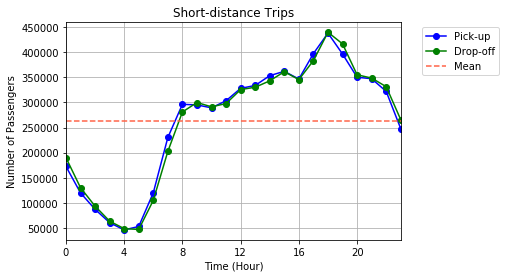 Short-distance Trips
Number of Passengers
450000
400000
350000
300000
250000
200000
150000
100000
50000
0 4 8 12 16 20
Time (Hour)
Pick-up
Drop-off
Mean